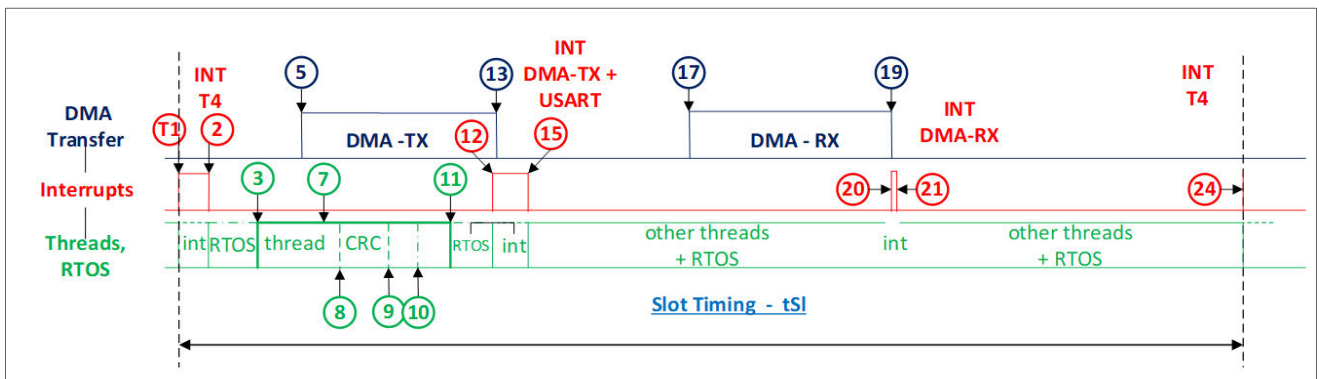 INT
T4
5
13
INT
DMA-TX +
USART
17
19
INT
T4
DMA
Transfer
T1
2
DMA -TX
12
15
DMA - RX
INT
DMA-RX
Interrupts
3
7
11
20
21
24
Threads,
RTOS
int
RTOS
thread
CRC
RTOS
int
other threads
+ RTOS
int
other threads
+ RTOS
8
9
10
Slot Timing - tSl